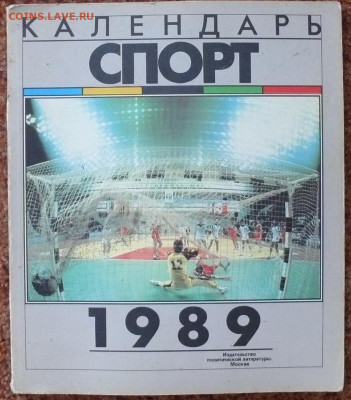 COINS.LAVE.RU
КАЛЕНДАРЬ
СПОРТ
1989
Издательство
политической литературы
Москва